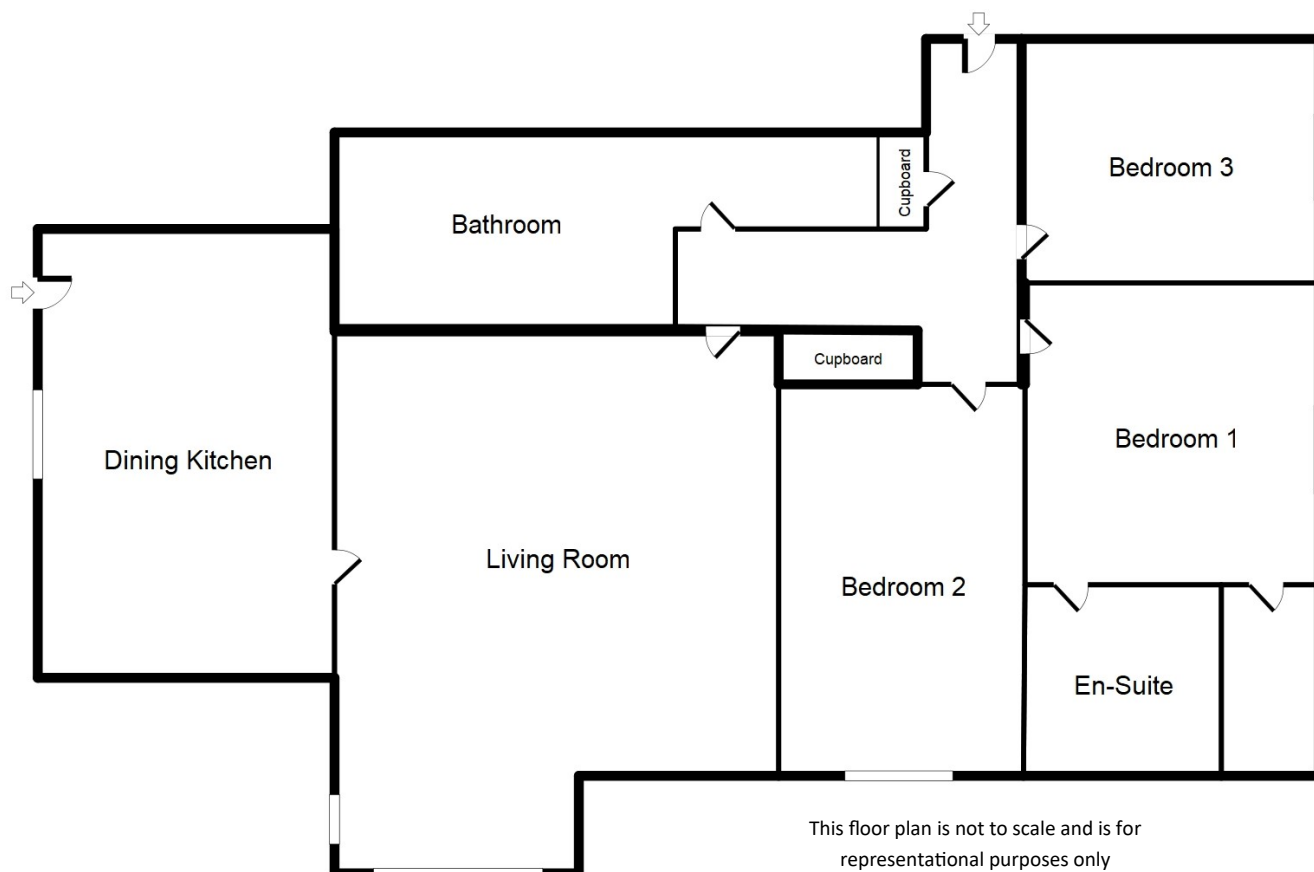 Bedroom 3
Cupboard
Bathroom
Cupboard
Bedroom 1
Dining Kitchen
Living Room
Bedroom 2
En-Suite
This floor plan is not to scale and is for
representational purposes only